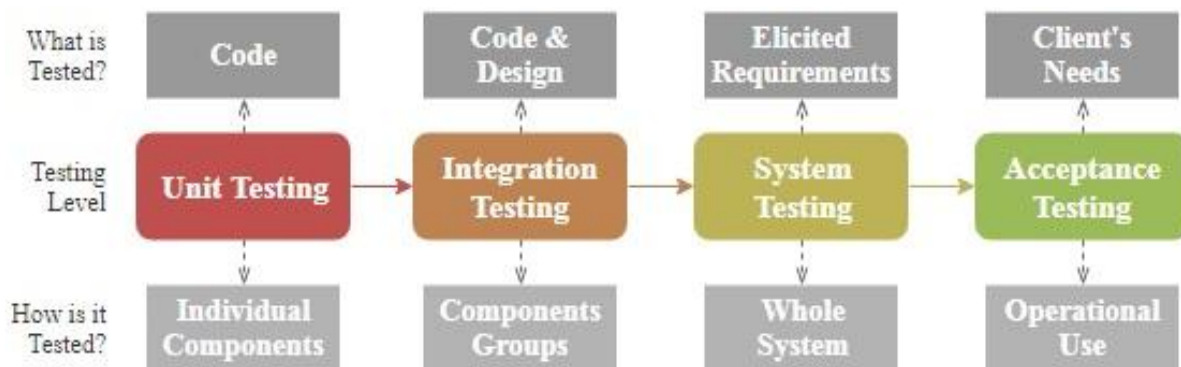 What is
Tested?
Code
Code &
Design
Elicited
Requirements
Client's
Needs
Testing
Level
Unit Testing
Integration
Testing
System
Testing
Acceptance
Testing
How is it
Tested?
Individual
Components
Components
Groups
Whole
System
Operational
Use